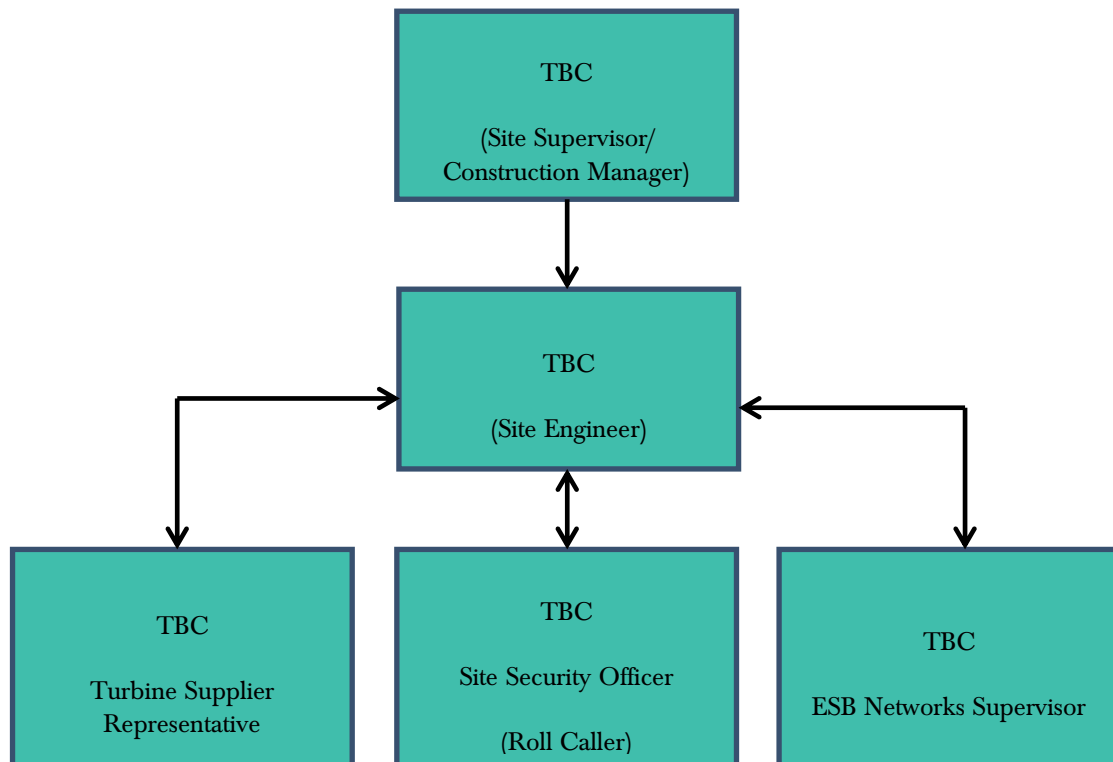 TBC
(Site Supervisor/
Construction Manager)
TBC
(Site Engineer)
TBC
Turbine Supplier
Representative
TBC
Site Security Officer
(Roll Caller)
TBC
ESB Networks Supervisor